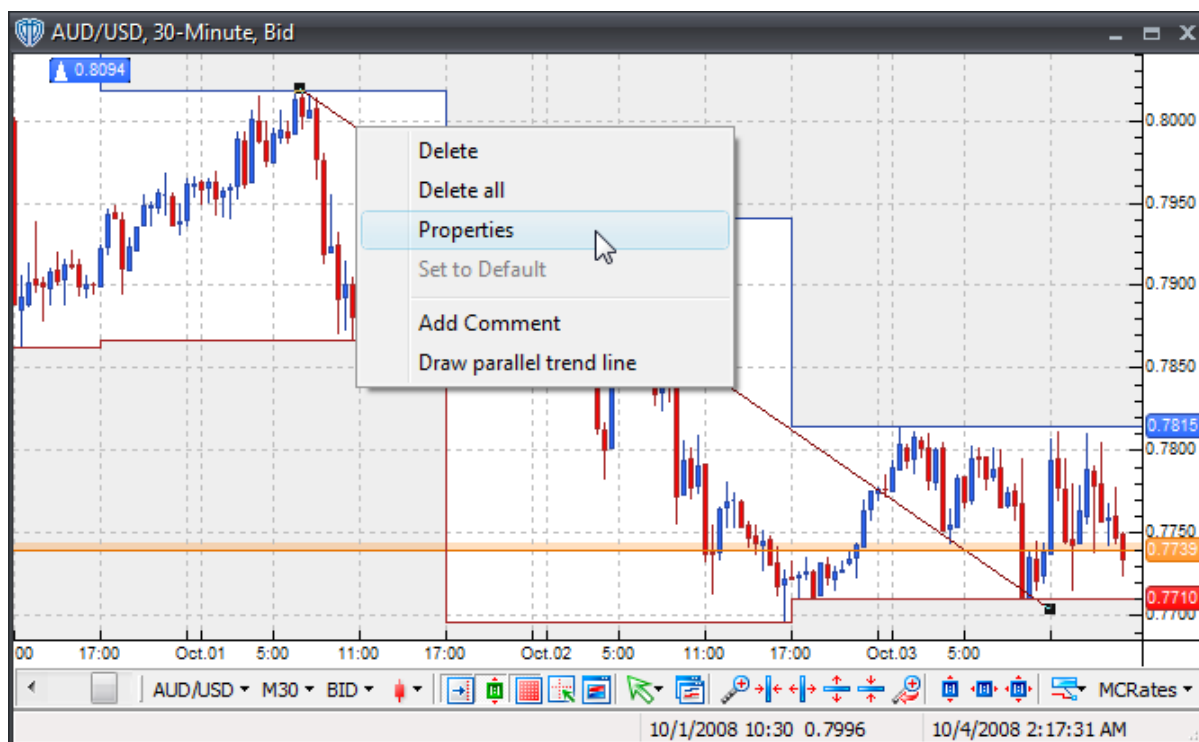 AUD/USD, 30-Minute, Bid
0.8094
0.8000
0.7950
0.7900
0.7850
0.7815
0.7800
0.7750
0.7739
0.7710
0.7700
Delete
Delete all
Properties
Set to Default
Add Comment
Draw parallel trend line
:00 17:00 Oct.01 5:00 11:00 17:00 Oct.02 5:00 11:00 17:00 Oct.03 5:00
AUD/USD M30 BID MCRates
10/1/2008 10:30 0.7996 10/4/2008 2:17:31 AM